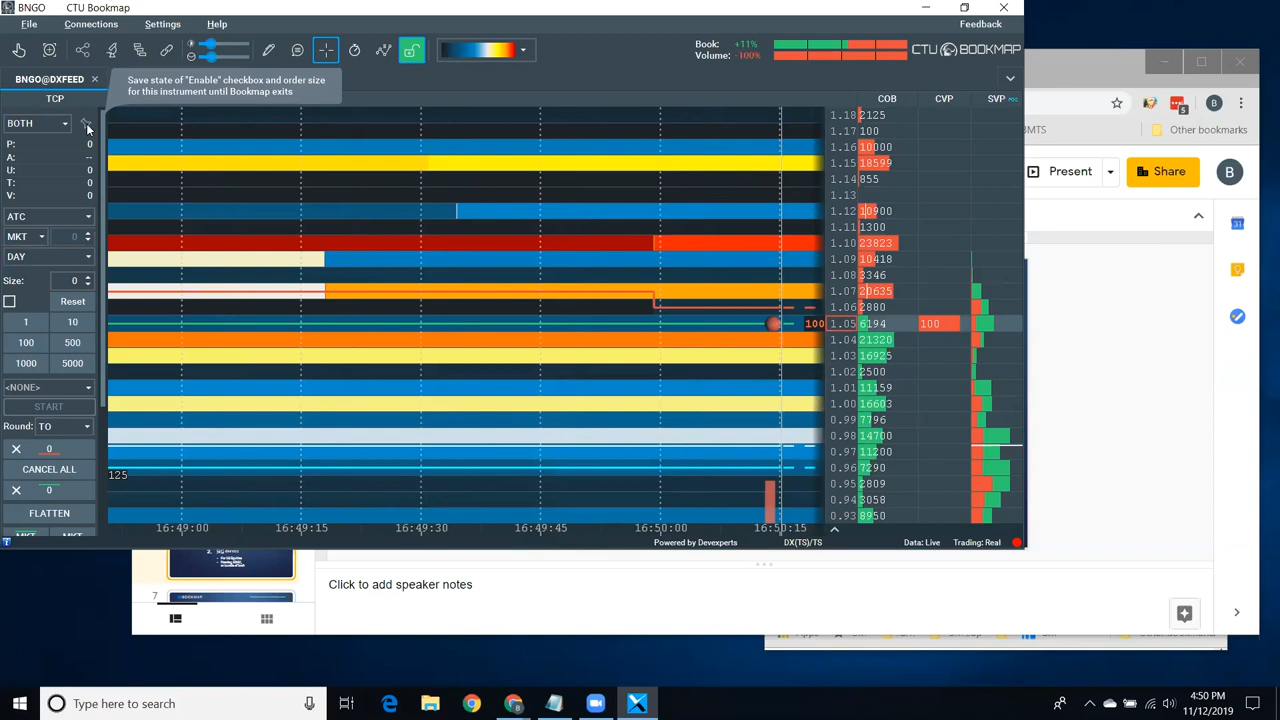 BNGO
CTU Bookmap
File
Connections
Settings
Help
Feedback
Book: +11%
Volume: -100%
CTU BOOKMAP
BNGO@DXFEED
Save state of "Enable" checkbox and order size
for this instrument until Bookmap exits
TCP
COB
CVP
SVP
BOTH
P: 0
A: --
U: 0
T: 0
V: 0
ATC
MKT
0
DAY
Size: 0
Reset
1
10
100
500
1000
5000
<NONE>
START
Round: TO
0
CANCEL ALL
0
FLATTEN
MKT
MKT
1.18 2125
1.17 100
1.16 10000
1.15 18599
1.14 855
1.13
1.12 10900
1.11 1300
1.10 23823
1.09 10418
1.08 3346
1.07 20635
1.06 2880
100 1.05 6194 100
1.04 21320
1.03 16925
1.02 2500
1.01 11159
1.00 16603
0.99 7796
0.98 14700
0.97 11200
0.96 7290
0.95 2809
0.94 3058
0.93 8950
125
16:49:00
16:49:15
16:49:30
16:49:45
16:50:00
16:50:15
Powered by Devexperts
DX(TS)/TS
Data: Live
Trading: Real
5
B
BMTS
Other bookmarks
Present
Share
B
31
2.
7
BOOKMAP
Click to add speaker notes
Type here to search
4:50 PM
11/12/2019